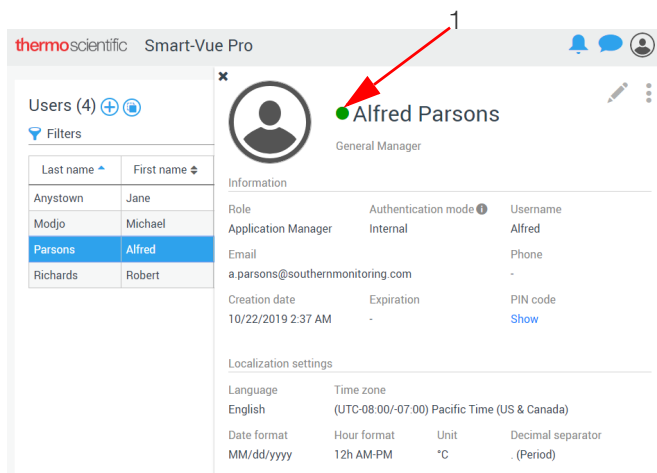 1
thermoscientific Smart-Vue Pro
Users (4)
Filters
Last name First name
Anystown Jane
Modjo Michael
Parsons Alfred
Richards Robert
Alfred Parsons
General Manager
Information
Role Authentication mode Username
Application Manager Internal Alfred
Email Phone
a.parsons@southernmonitoring.com -
Creation date Expiration PIN code
10/22/2019 2:37 AM - Show
Localization settings
Language Time zone
English (UTC-08:00/-07:00) Pacific Time (US & Canada)
Date format Hour format Unit Decimal separator
MM/dd/yyyy 12h AM-PM °C . (Period)